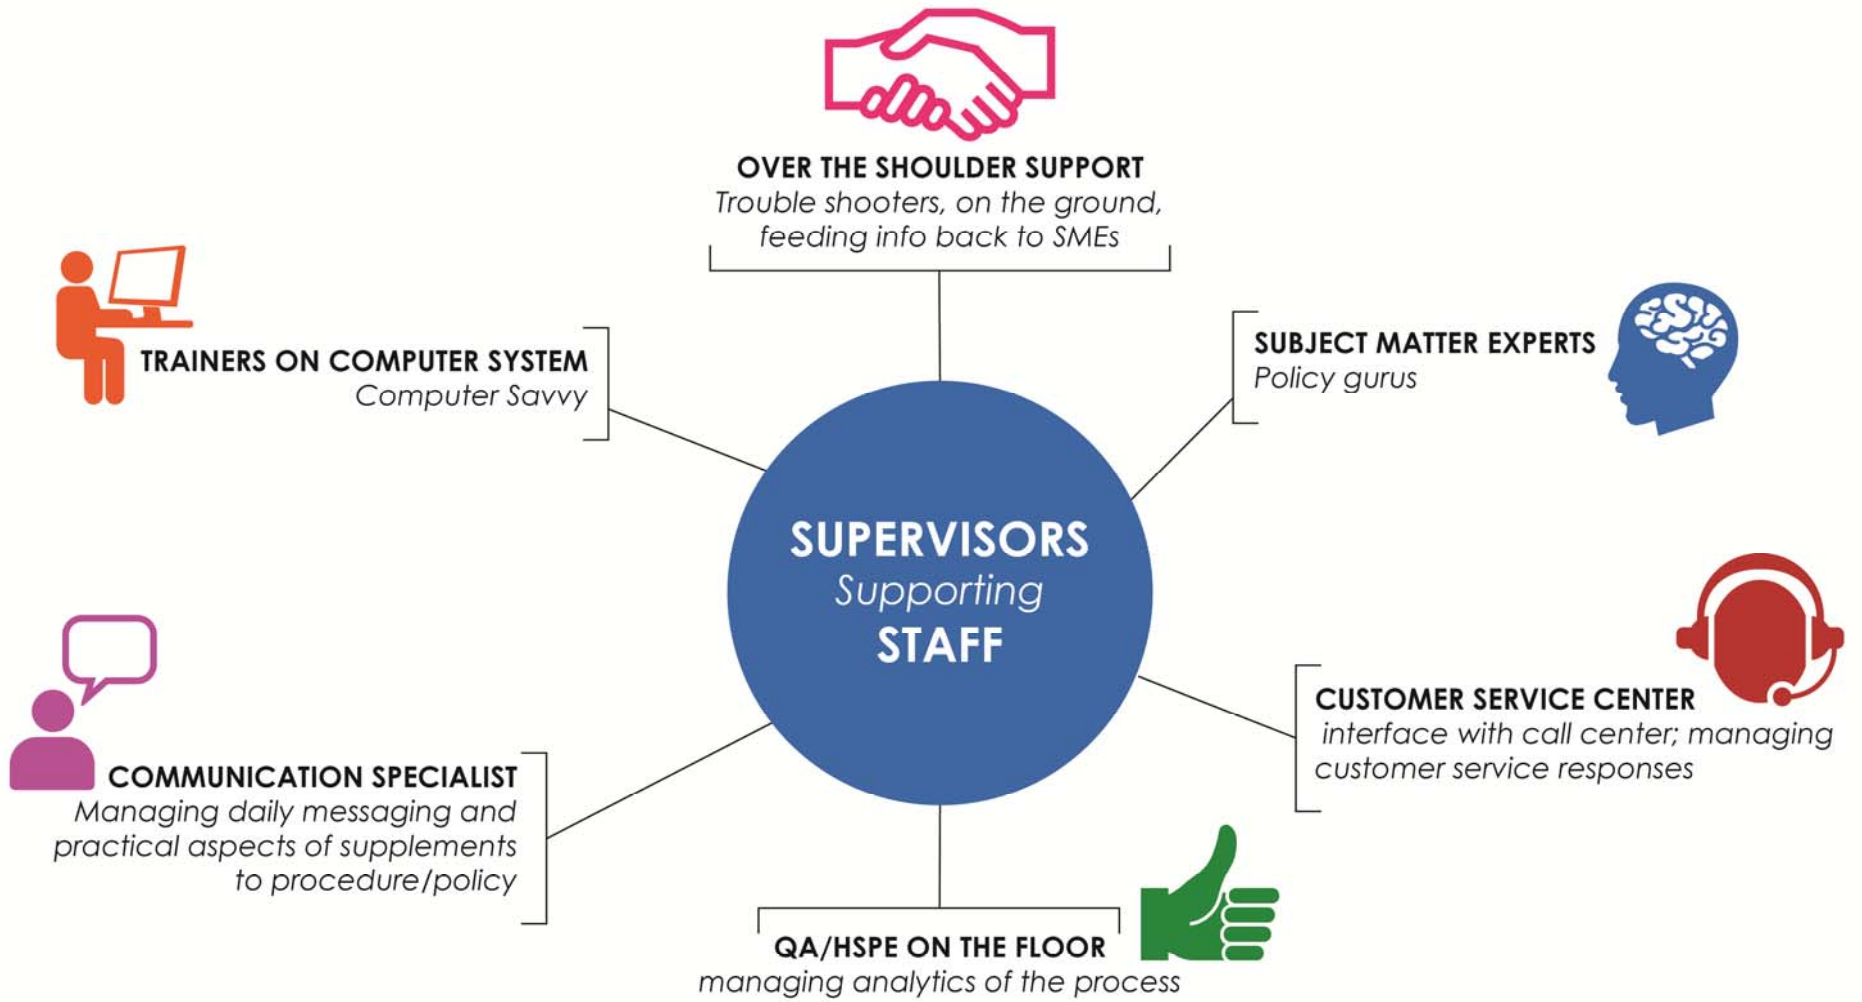 OVER THE SHOULDER SUPPORT
Trouble shooters, on the ground,
feeding info back to SMEs
TRAINERS ON COMPUTER SYSTEM
Computer Savvy
SUBJECT MATTER EXPERTS
Policy gurus
SUPERVISORS
Supporting
STAFF
COMMUNICATION SPECIALIST
Managing daily messaging and
practical aspects of supplements
to procedure/policy
CUSTOMER SERVICE CENTER
interface with call center; managing
customer service responses
QA/HSPE ON THE FLOOR
managing analytics of the process